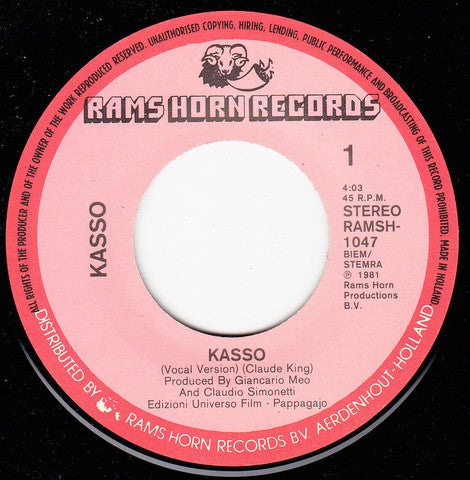 ALL RIGHTS OF THE PRODUCER AND OF THE OWNER OF THE WORK REPRODUCED RESERVED. UNAUTHORISED COPYING, HIRING, LENDING, PUBLIC PERFORMANCE AND BROADCASTING OF THIS RECORD PROHIBITED. MADE IN HOLLAND
RAMS HORN RECORDS
KASSO
1
4:03
45 R.P.M.
STEREO
RAMSH-
1047
BIEM/
STEMRA
℗ 1981
Rams Horn
Productions
B.V.
KASSO
(Vocal Version) (Claude King)
Produced By Giancario Meo
And Claudio Simonetti
Edizioni Universo Film - Pappagajo
DISTRIBUTED BY RAMS HORN RECORDS B.V. AERDENHOUT-HOLLAND